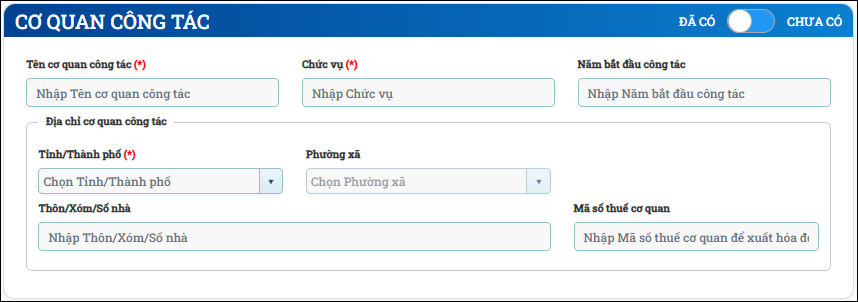 CƠ QUAN CÔNG TÁC
ĐÃ CÓ CHƯA CÓ
Tên cơ quan công tác (*) Chức vụ (*) Năm bắt đầu công tác
Nhập Tên cơ quan công tác Nhập Chức vụ Nhập Năm bắt đầu công tác
Địa chỉ cơ quan công tác
Tỉnh/Thành phố (*) Phường xã
Chọn Tỉnh/Thành phố Chọn Phường xã
Thôn/Xóm/Số nhà Mã số thuế cơ quan
Nhập Thôn/Xóm/Số nhà Nhập Mã số thuế cơ quan để xuất hóa đơ